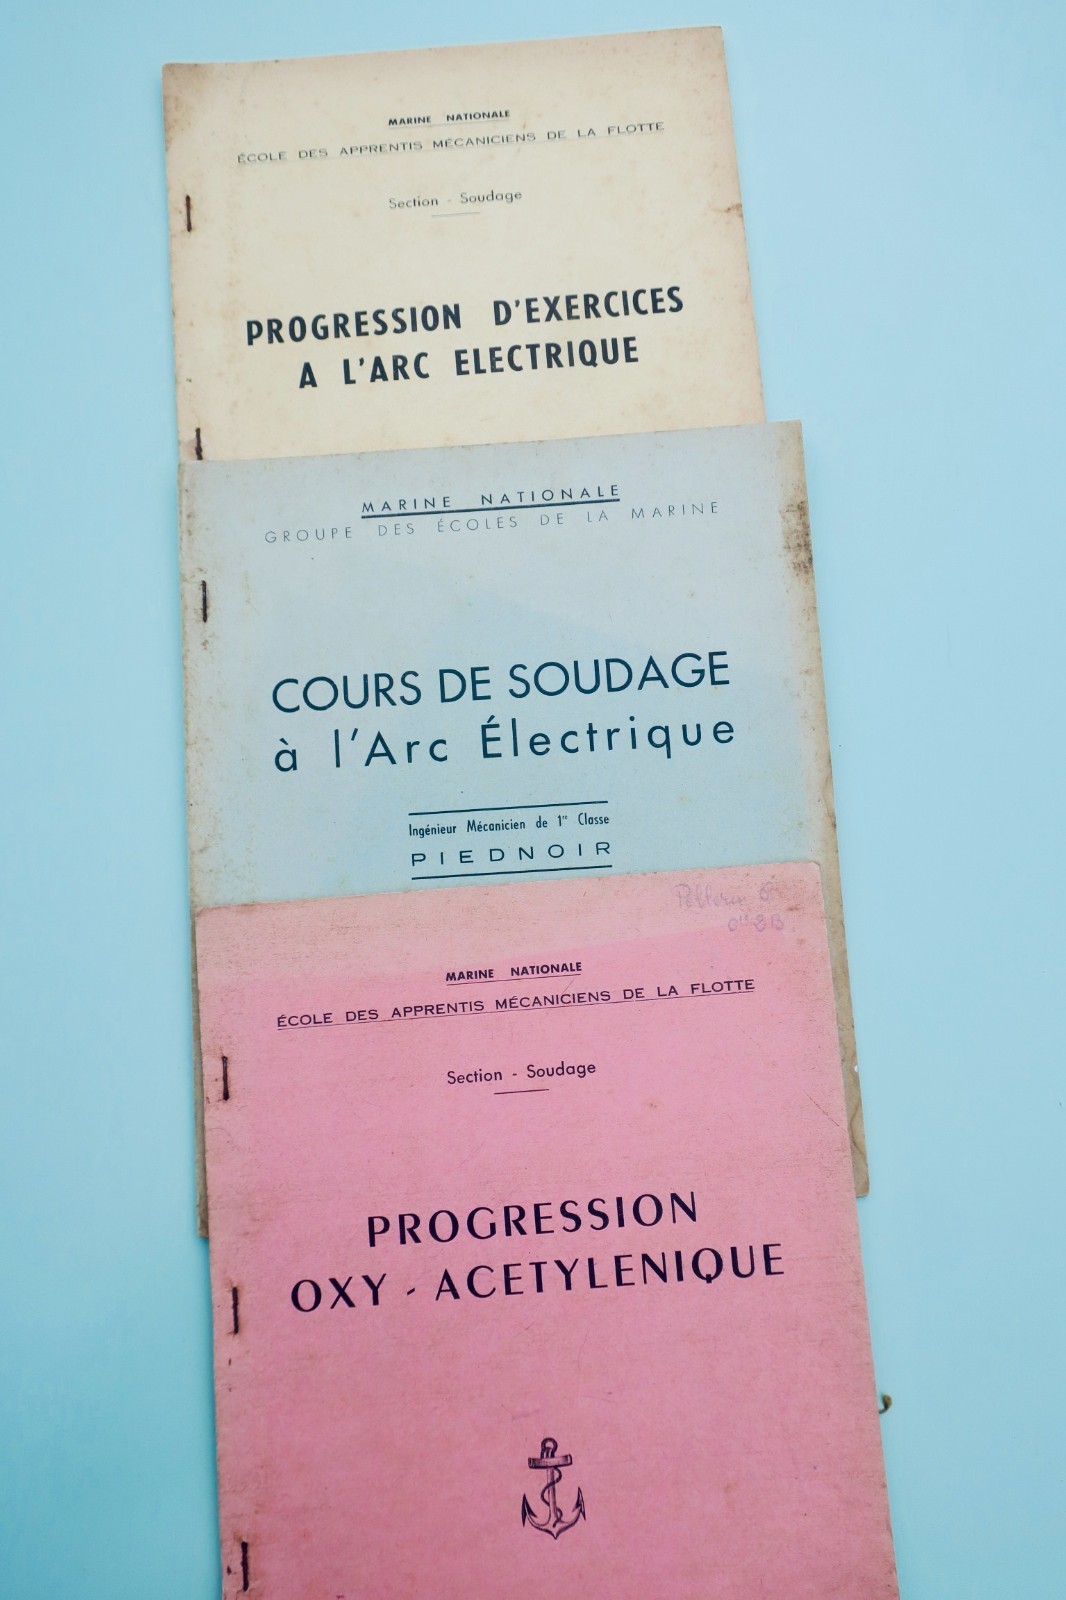 MARINE NATIONALE
ÉCOLE DES APPRENTIS MÉCANICIENS DE LA FLOTTE
Section - Soudage
PROGRESSION D'EXERCICES
A L'ARC ELECTRIQUE
MARINE NATIONALE
GROUPE DES ÉCOLES DE LA MARINE
COURS DE SOUDAGE
à l'Arc Électrique
Ingénieur Mécanicien de 1re Classe
PIEDNOIR
MARINE NATIONALE
ÉCOLE DES APPRENTIS MÉCANICIENS DE LA FLOTTE
Section - Soudage
PROGRESSION
OXY - ACETYLENIQUE